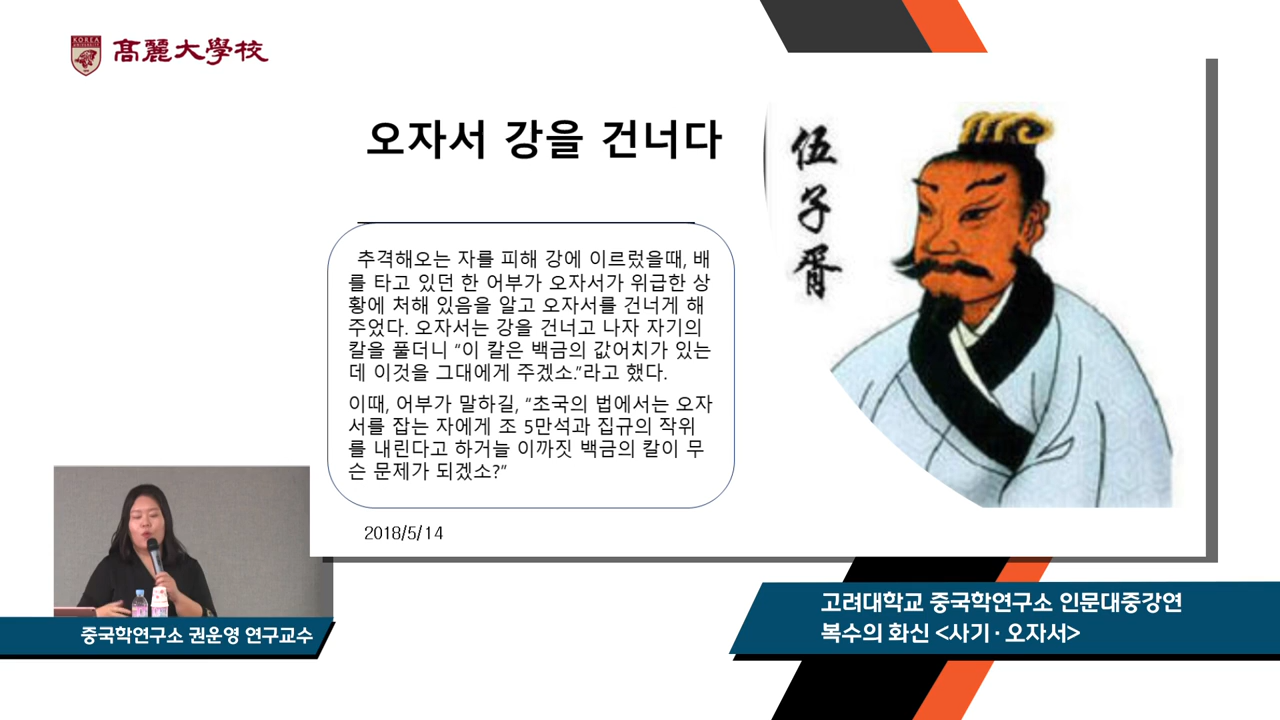 KOREA
UNIVERSITY
高麗大學校
오자서 강을 건너다
伍子胥
추격해오는 자를 피해 강에 이르렀을때, 배
를 타고 있던 한 어부가 오자서가 위급한 상
황에 처해 있음을 알고 오자서를 건너게 해
주었다. 오자서는 강을 건너고 나자 자기의
칼을 풀더니 “이 칼은 백금의 값어치가 있는
데 이것을 그대에게 주겠소.”라고 했다.
이때, 어부가 말하길, “초국의 법에서는 오자
서를 잡는 자에게 조 5만석과 집규의 작위
를 내린다고 하거늘 이까짓 백금의 칼이 무
슨 문제가 되겠소?”
2018/5/14
중국학연구소 권운영 연구교수
고려대학교 중국학연구소 인문대중강연
복수의 화신 <사기 · 오자서>